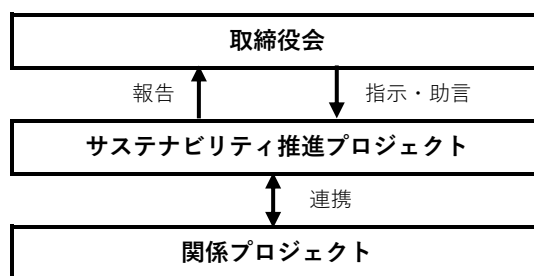 取締役会
報告
指示・助言
サステナビリティ推進プロジェクト
連携
関係プロジェクト